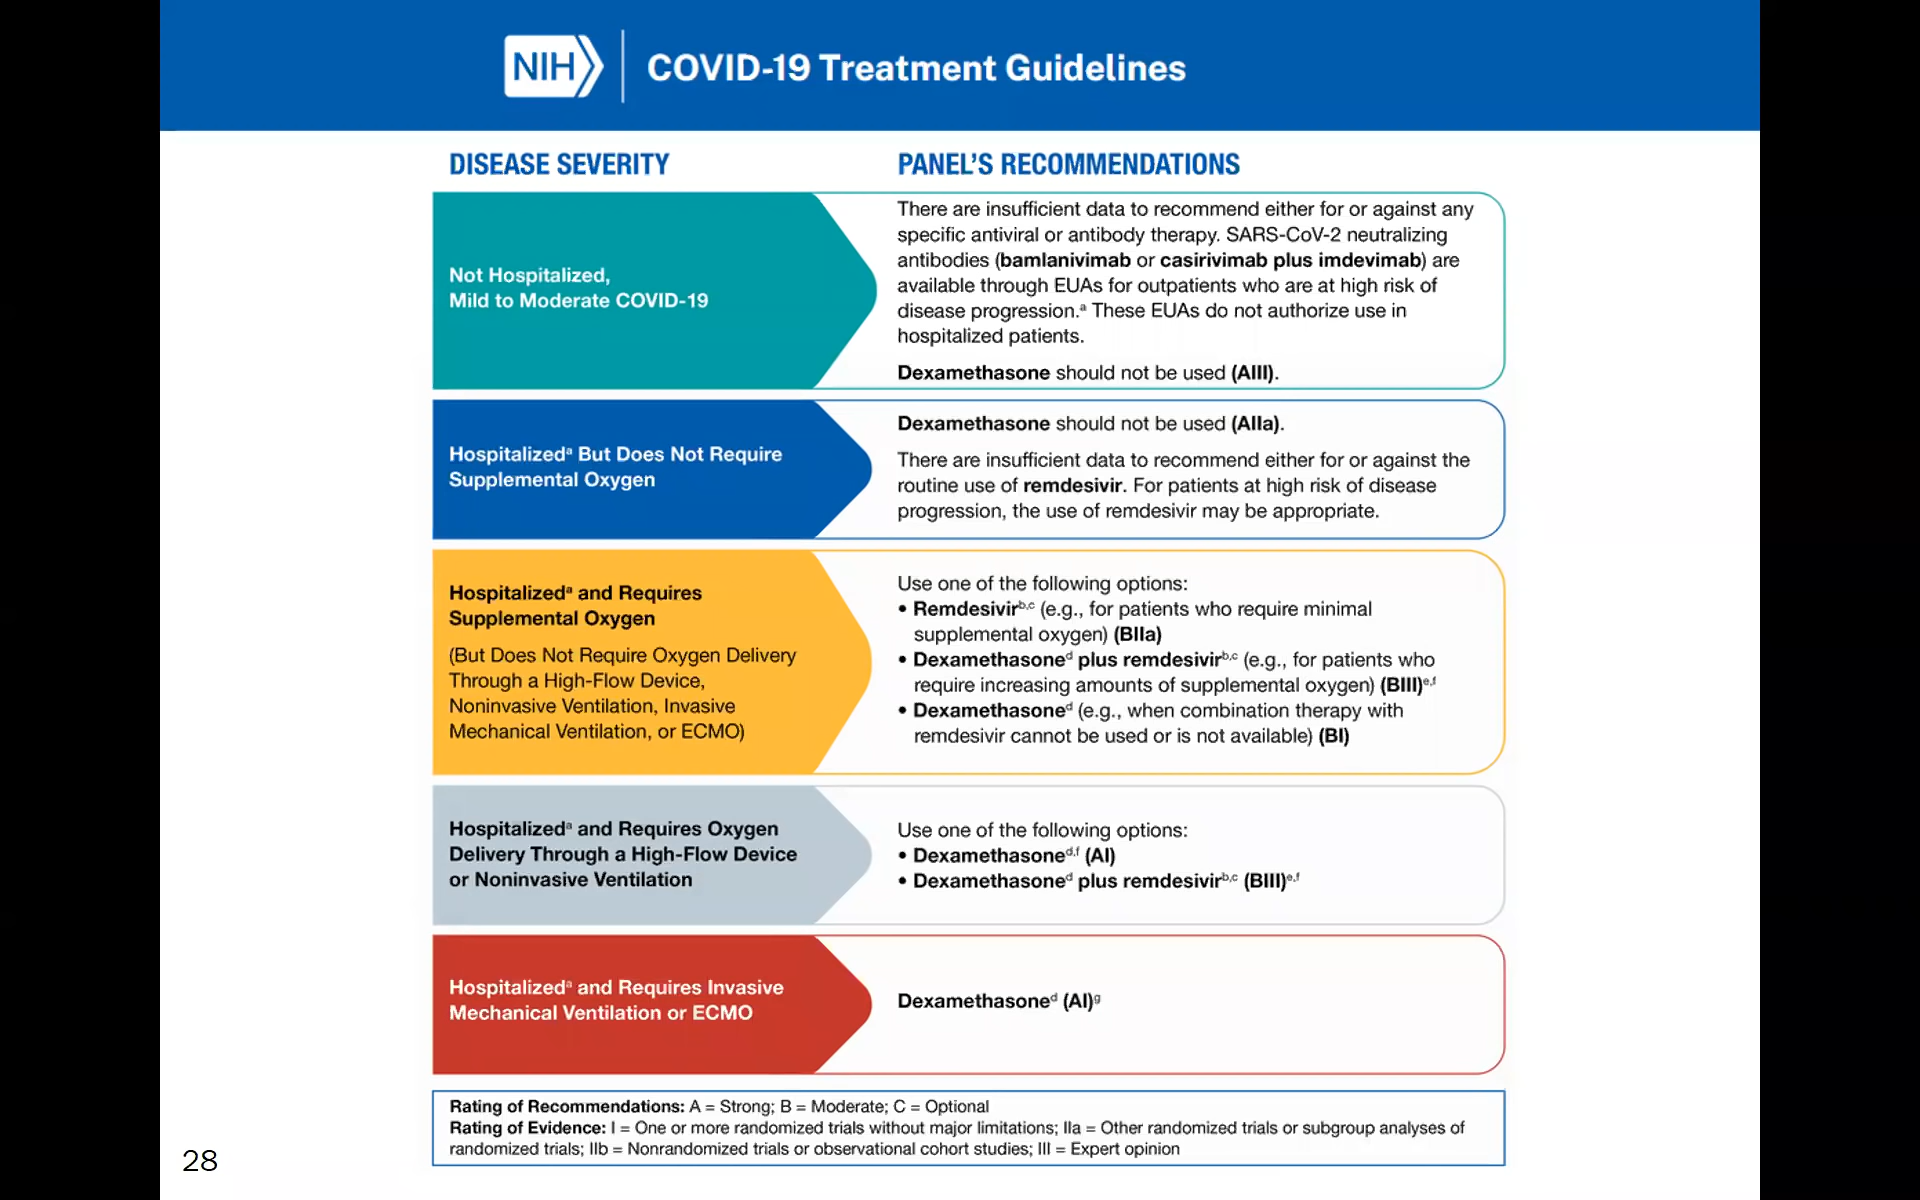 NIH COVID-19 Treatment Guidelines
DISEASE SEVERITY
PANEL'S RECOMMENDATIONS
Not Hospitalized,
Mild to Moderate COVID-19
There are insufficient data to recommend either for or against any
specific antiviral or antibody therapy. SARS-CoV-2 neutralizing
antibodies (bamlanivimab or casirivimab plus imdevimab) are
available through EUAs for outpatients who are at high risk of
disease progression.ᵃ These EUAs do not authorize use in
hospitalized patients.
Dexamethasone should not be used (AIII).
Hospitalizedᵃ But Does Not Require
Supplemental Oxygen
Dexamethasone should not be used (AIIa).
There are insufficient data to recommend either for or against the
routine use of remdesivir. For patients at high risk of disease
progression, the use of remdesivir may be appropriate.
Hospitalizedᵃ and Requires
Supplemental Oxygen
(But Does Not Require Oxygen Delivery
Through a High-Flow Device,
Noninvasive Ventilation, Invasive
Mechanical Ventilation, or ECMO)
Use one of the following options:
• Remdesivirᵇ,ᶜ (e.g., for patients who require minimal
supplemental oxygen) (BIIa)
• Dexamethasoneᵈ plus remdesivirᵇ,ᶜ (e.g., for patients who
require increasing amounts of supplemental oxygen) (BIII)ᵉ,ᶠ
• Dexamethasoneᵈ (e.g., when combination therapy with
remdesivir cannot be used or is not available) (BI)
Hospitalizedᵃ and Requires Oxygen
Delivery Through a High-Flow Device
or Noninvasive Ventilation
Use one of the following options:
• Dexamethasoneᵈ,ᶠ (AI)
• Dexamethasoneᵈ plus remdesivirᵇ,ᶜ (BIII)ᵉ,ᶠ
Hospitalizedᵃ and Requires Invasive
Mechanical Ventilation or ECMO
Dexamethasoneᵈ (AI)ᵍ
Rating of Recommendations: A = Strong; B = Moderate; C = Optional
Rating of Evidence: I = One or more randomized trials without major limitations; IIa = Other randomized trials or subgroup analyses of
randomized trials; IIb = Nonrandomized trials or observational cohort studies; III = Expert opinion
28